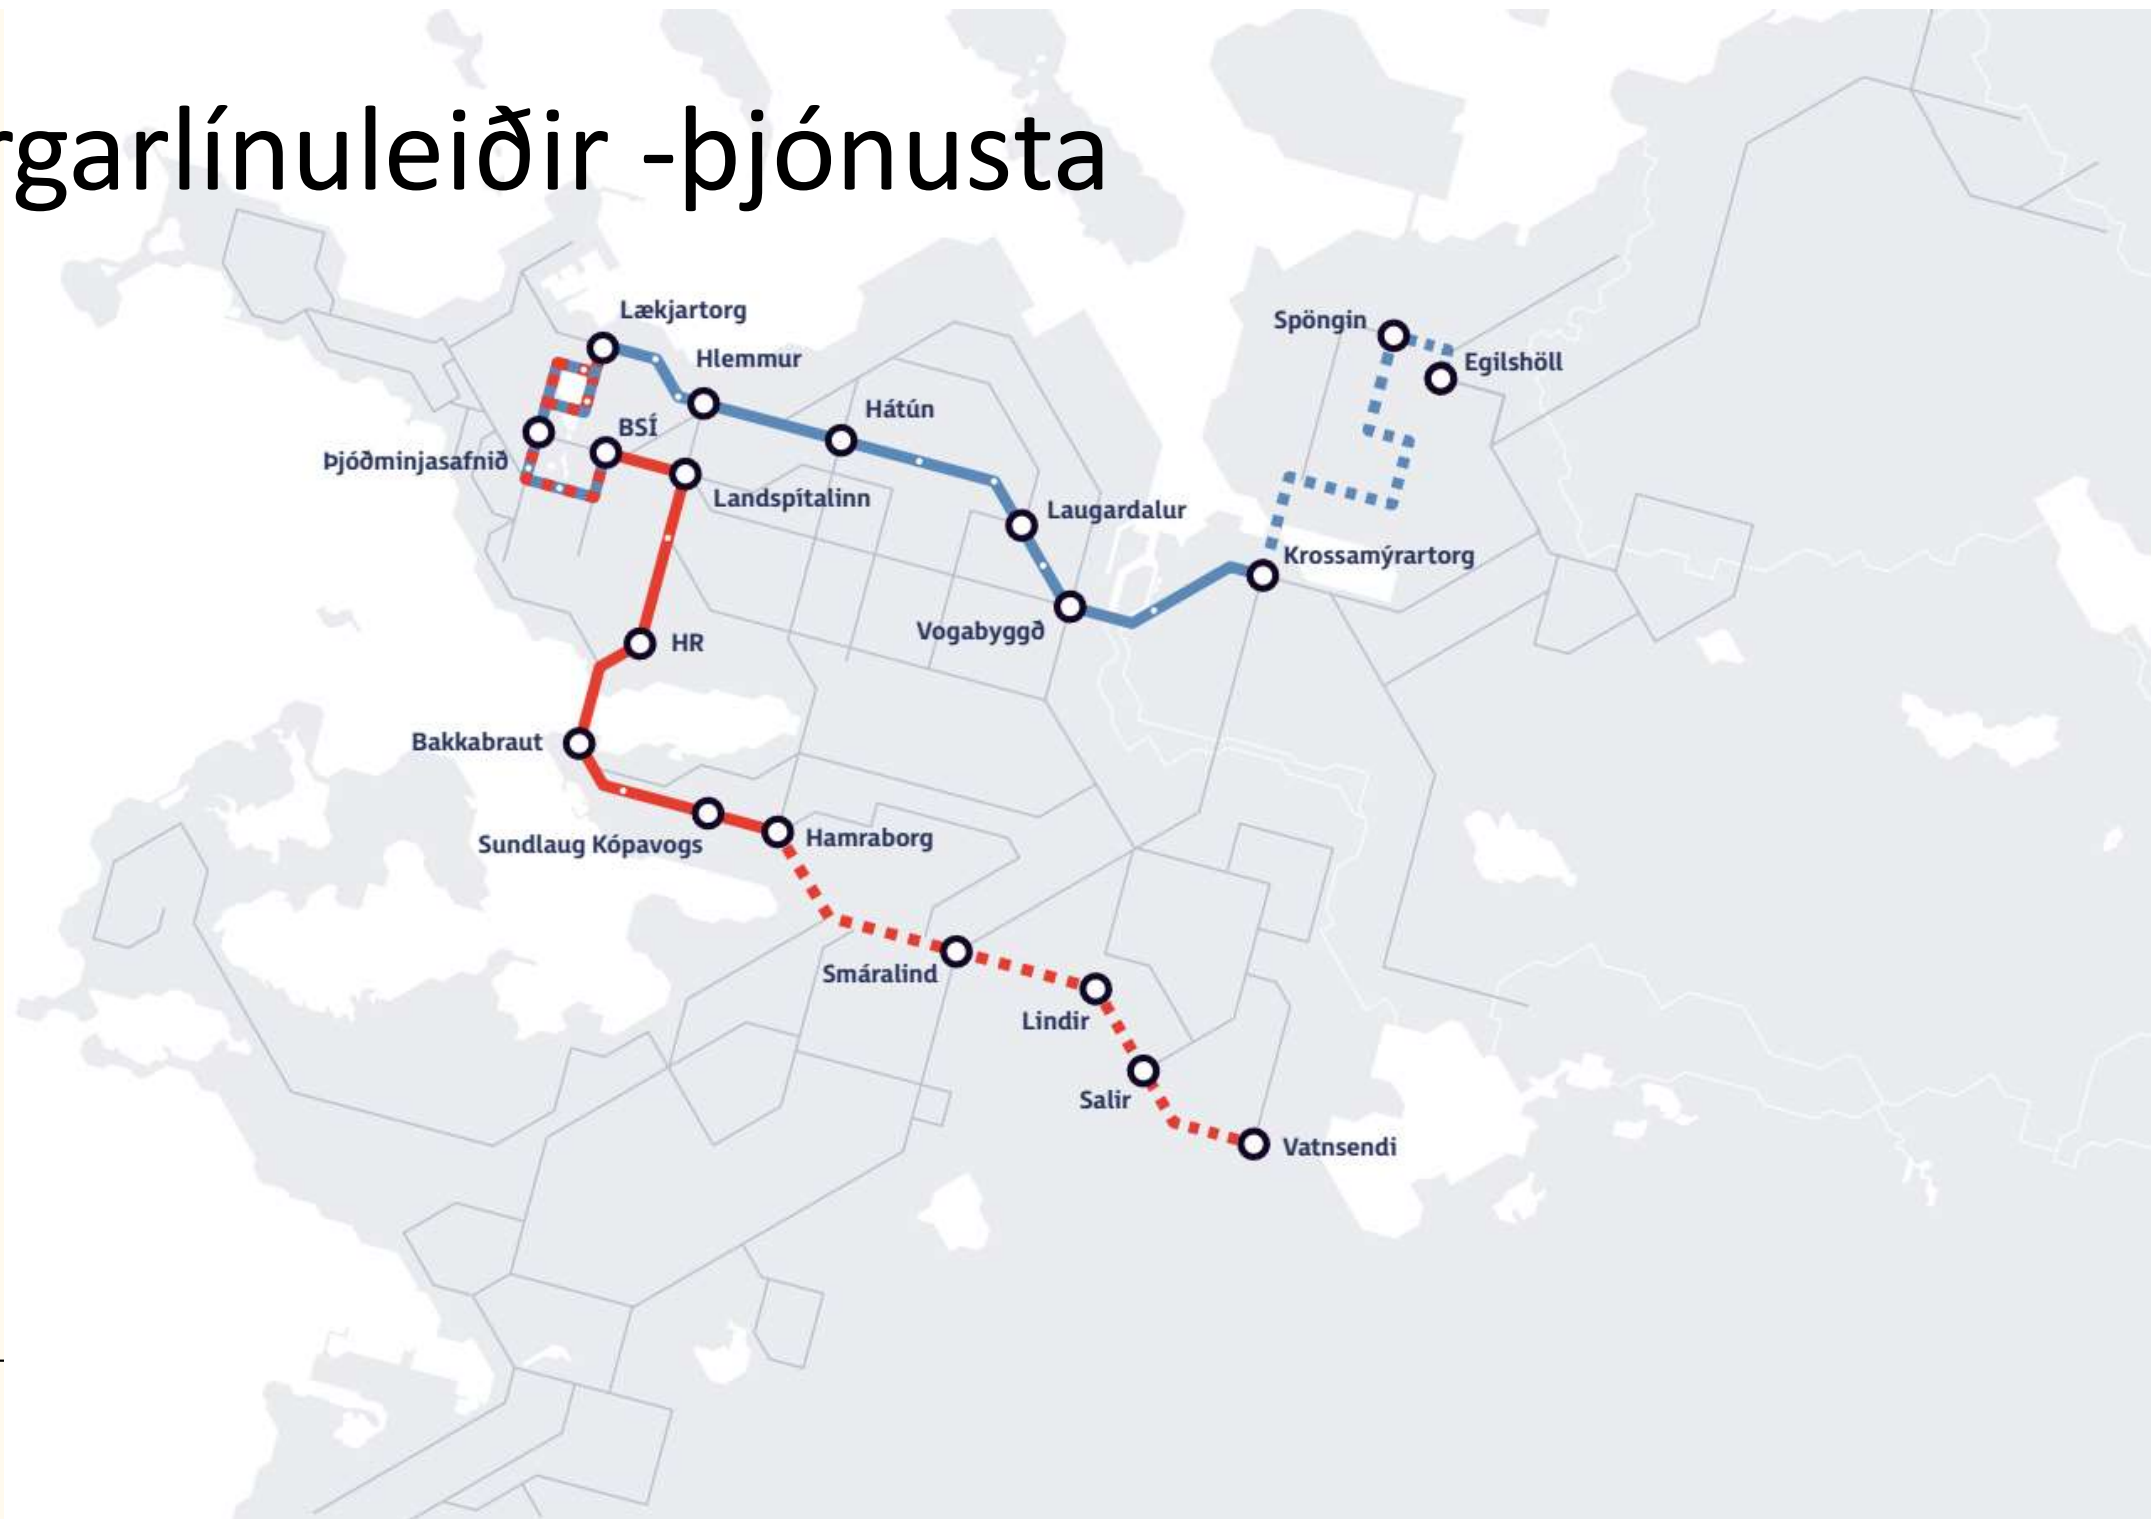 rgarlínuleiðir -þjónusta
Lækjartorg
Hlemmur
Spöngin
Egilshöll
Hátún
BSÍ
Þjóðminjasafnið
Landspítalinn
Laugardalur
Krossamýrartorg
Vogabyggð
HR
Bakkabraut
Sundlaug Kópavogs
Hamraborg
Smáralind
Lindir
Salir
Vatnsendi